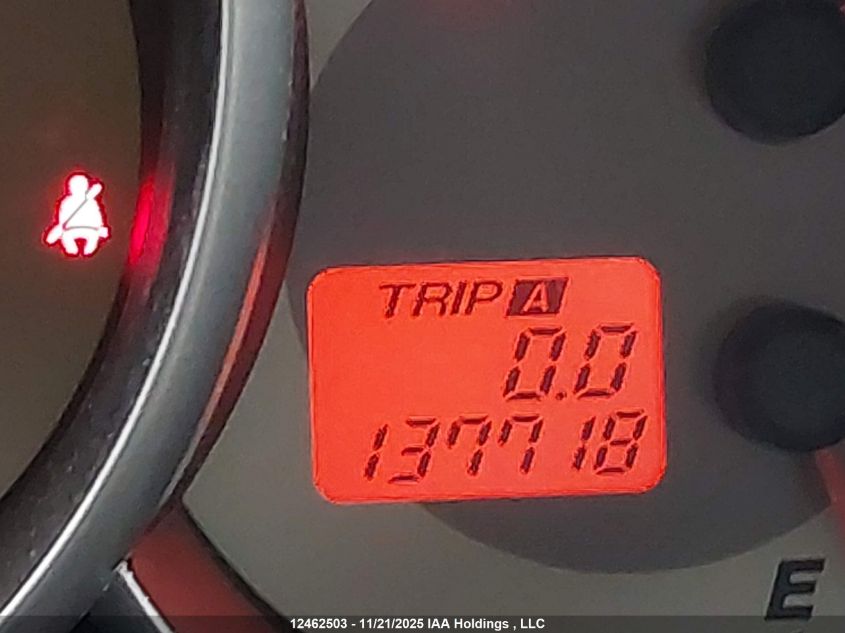 TRIP A
0.0
137718
E
12462503 - 11/21/2025 IAA Holdings , LLC